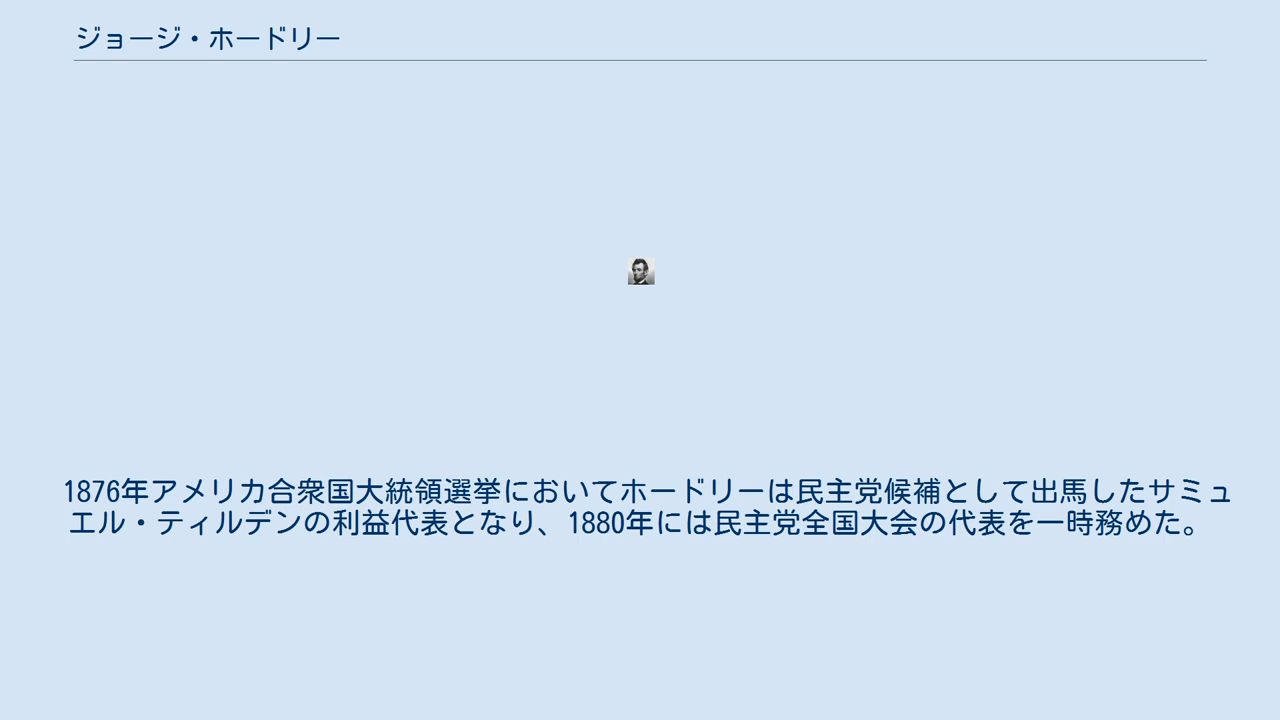 ジョージ・ホードリー
1876年アメリカ合衆国大統領選挙においてホードリーは民主党候補として出馬したサミュ
エル・ティルデンの利益代表となり、1880年には民主党全国大会の代表を一時務めた。